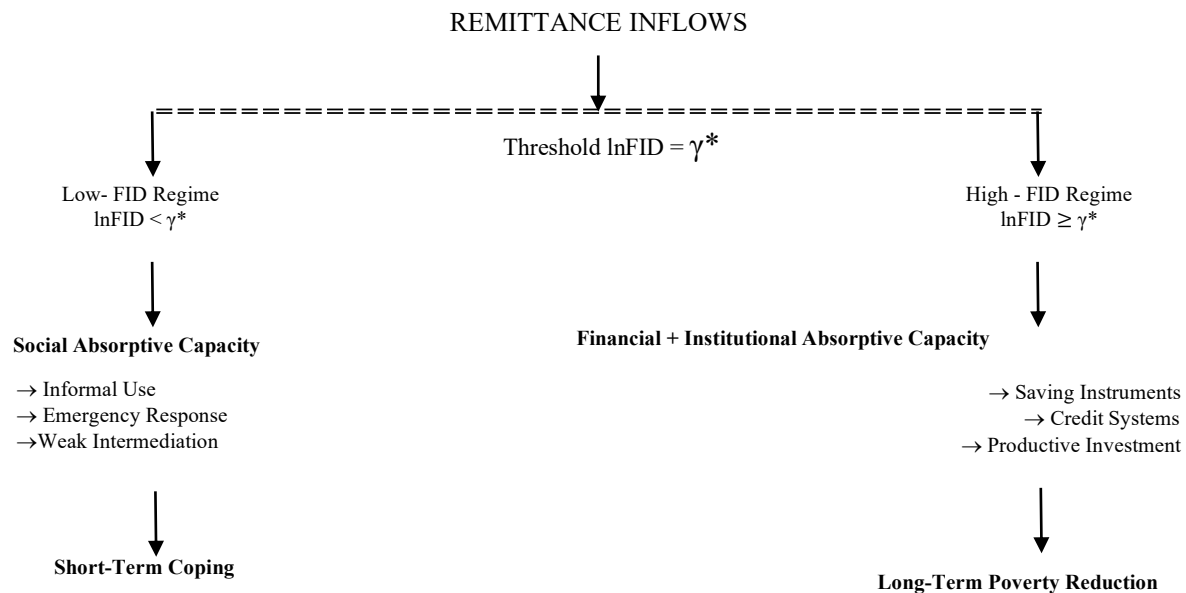 REMITTANCE INFLOWS
Threshold lnFID = γ*
Low- FID Regime
lnFID < γ*
Social Absorptive Capacity
→ Informal Use
→ Emergency Response
→Weak Intermediation
Short-Term Coping
High - FID Regime
lnFID ≥ γ*
Financial + Institutional Absorptive Capacity
→ Saving Instruments
→ Credit Systems
→ Productive Investment
Long-Term Poverty Reduction